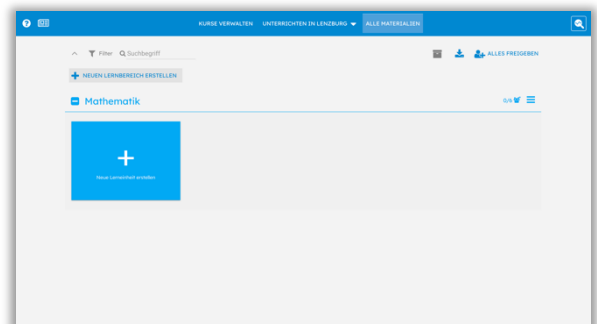 KURSE VERWALTEN UNTERRICHTEN IN LENZBURG ALLE MATERIALIEN
Filter Suchbegriff ALLES FREIGEBEN
NEUEN LERNBEREICH ERSTELLEN
Mathematik 0/6
Neue Lerneinheit erstellen